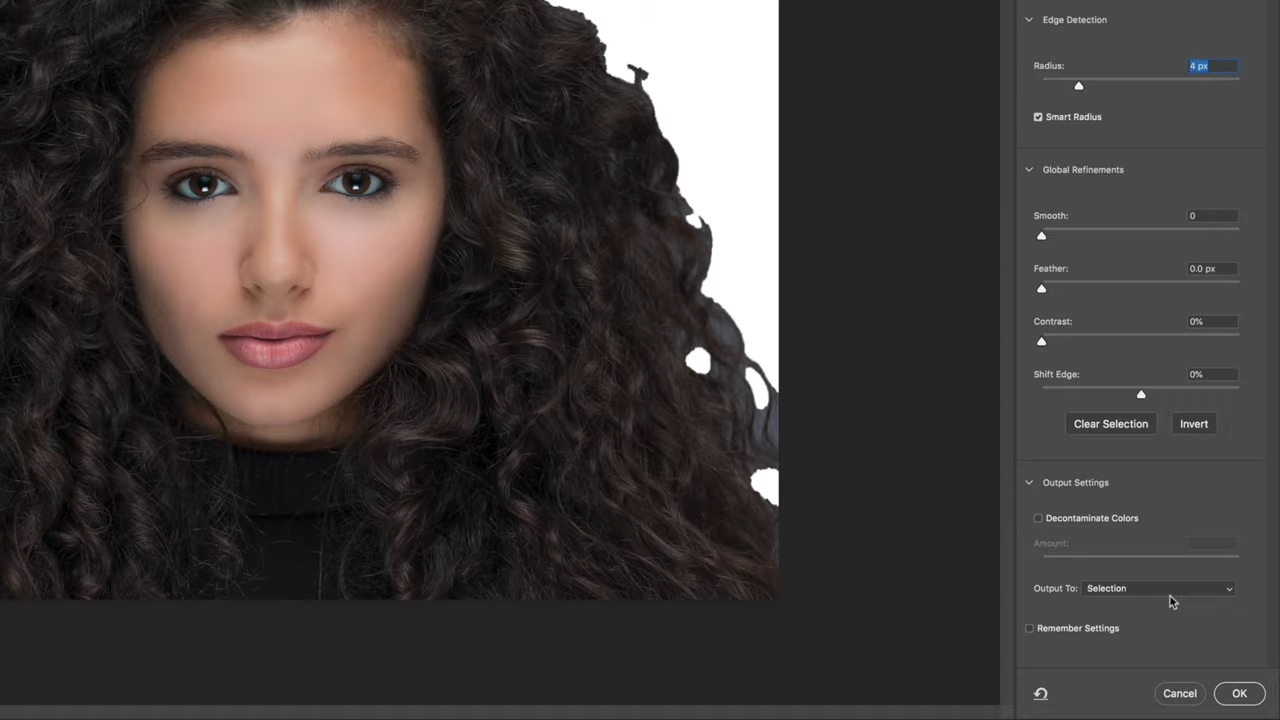 Edge Detection
Radius: 4 px
Smart Radius
Global Refinements
Smooth: 0
Feather: 0.0 px
Contrast: 0%
Shift Edge: 0%
Clear Selection Invert
Output Settings
Decontaminate Colors
Amount:
Output To: Selection
Remember Settings
Cancel OK